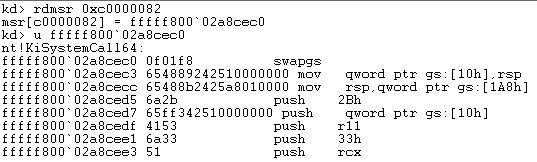 kd> rdmsr 0xc0000082
msr[c0000082] = fffff800`02a8cec0
kd> u fffff800`02a8cec0
nt!KiSystemCall64:
fffff800`02a8cec0 0f01f8 swapgs
fffff800`02a8cec3 654889242510000000 mov qword ptr gs:[10h],rsp
fffff800`02a8cecc 65488b2425a8010000 mov rsp,qword ptr gs:[1A8h]
fffff800`02a8ced5 6a2b push 2Bh
fffff800`02a8ced7 65ff342510000000 push qword ptr gs:[10h]
fffff800`02a8cedf 4153 push r11
fffff800`02a8cee1 6a33 push 33h
fffff800`02a8cee3 51 push rcx